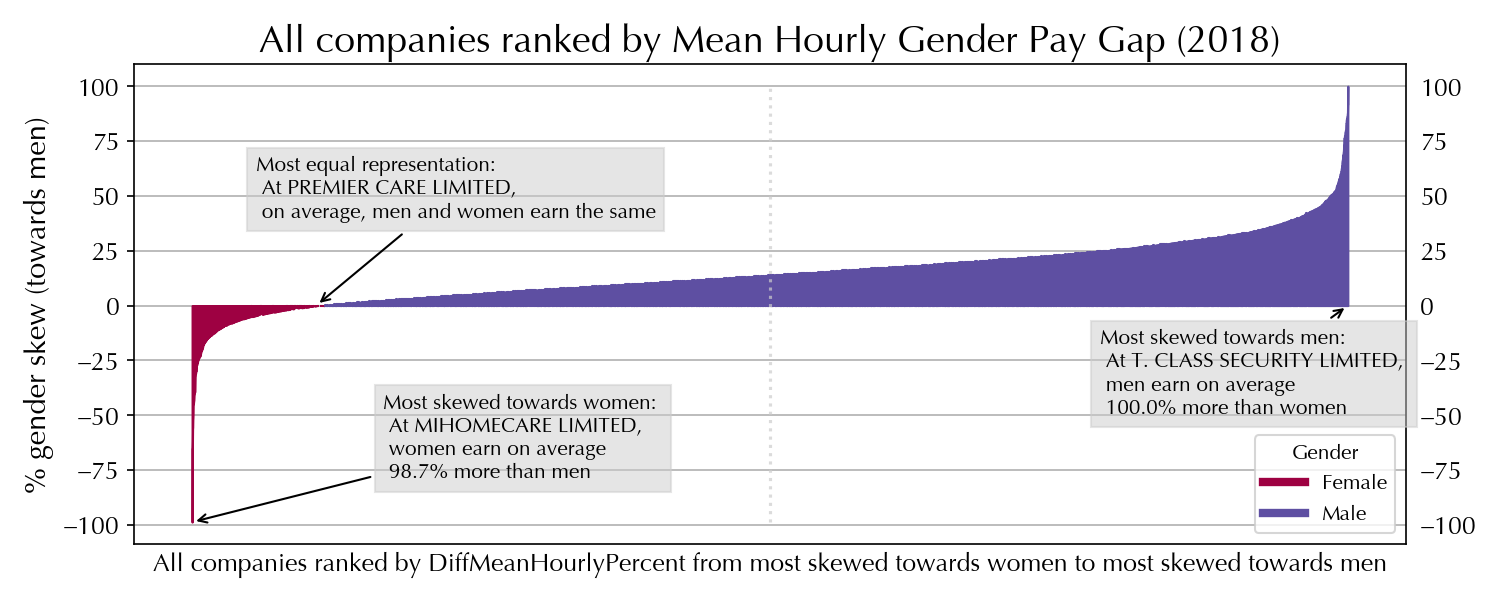 All companies ranked by Mean Hourly Gender Pay Gap (2018)
% gender skew (towards men)
100
75
50
25
0
−25
−50
−75
−100
Most equal representation:
At PREMIER CARE LIMITED,
on average, men and women earn the same
Most skewed towards women:
At MIHOMECARE LIMITED,
women earn on average
98.7% more than men
Most skewed towards men:
At T. CLASS SECURITY LIMITED,
men earn on average
100.0% more than women
Gender
Female
Male
100
75
50
25
0
−25
−50
−75
−100
All companies ranked by DiffMeanHourlyPercent from most skewed towards women to most skewed towards men